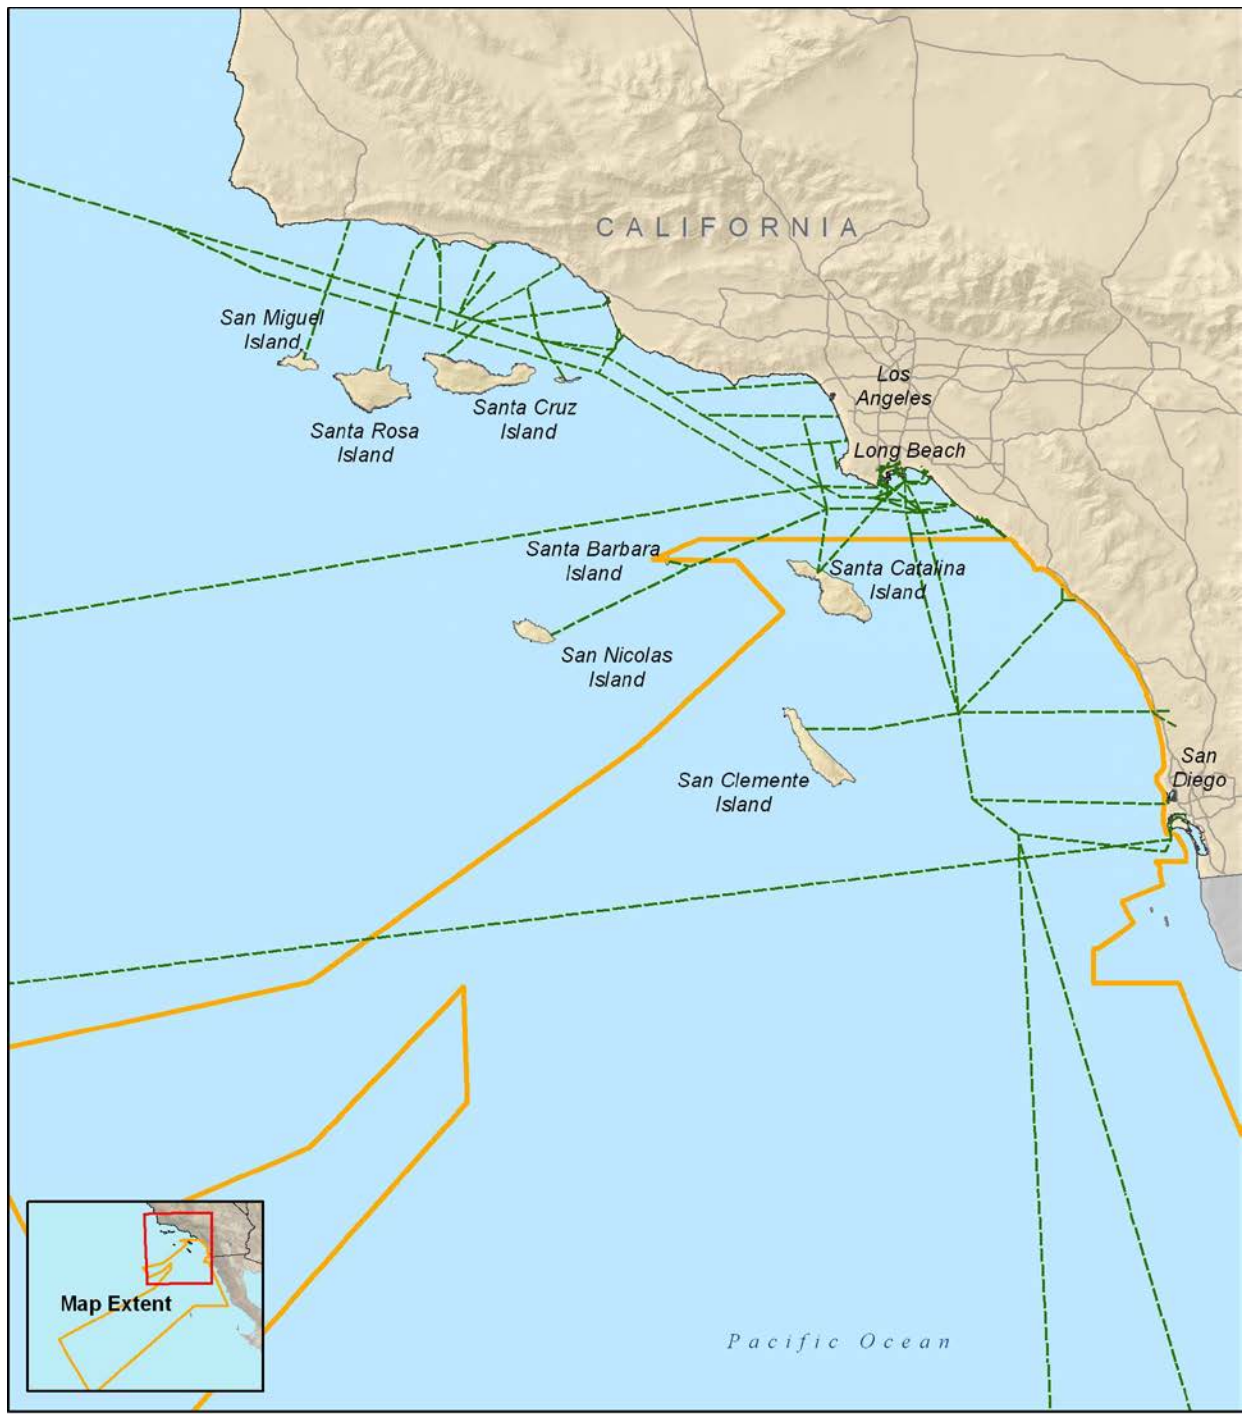 CALIFORNIA
San Miguel
Island
Los
Angeles
Santa Cruz
Island
Santa Rosa
Island
Long Beach
Santa Barbara
Island
Santa Catalina
Island
San Nicolas
Island
San
Diego
San Clemente
Island
Map Extent
Pacific Ocean